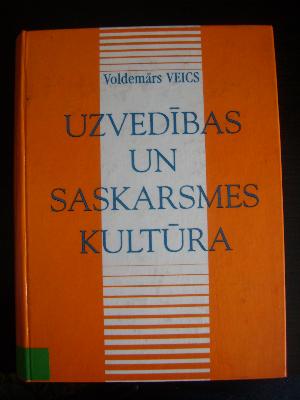 Voldemārs VEICS
UZVEDĪBAS
UN
SASKARSMES
KULTŪRA